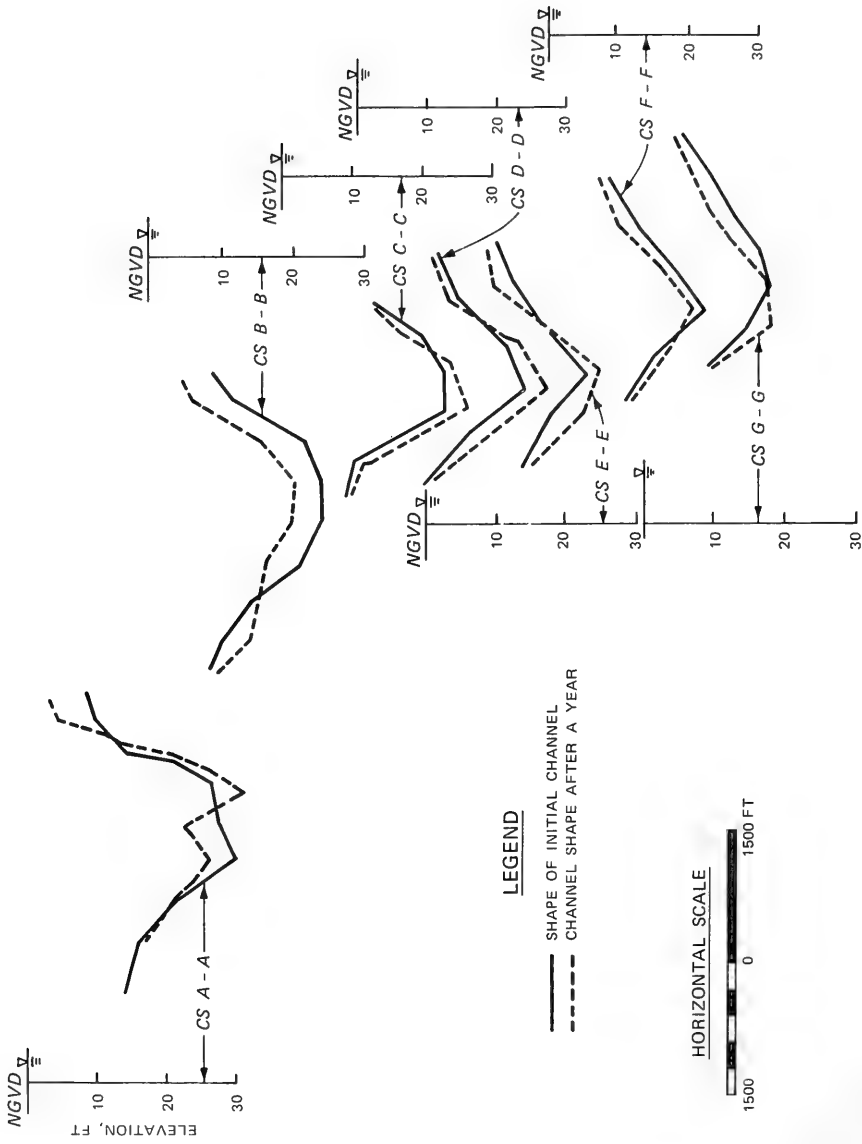 NGVD
10
20
30
ELEVATION, FT
CS A - A
NGVD
10
20
30
CS B - B
NGVD
10
20
30
CS C - C
NGVD
10
20
30
CS D - D
NGVD
10
20
30
CS E - E
NGVD
10
20
30
CS F - F
10
20
30
CS G - G
LEGEND
SHAPE OF INITIAL CHANNEL
CHANNEL SHAPE AFTER A YEAR
HORIZONTAL SCALE
1500 0 1500 FT